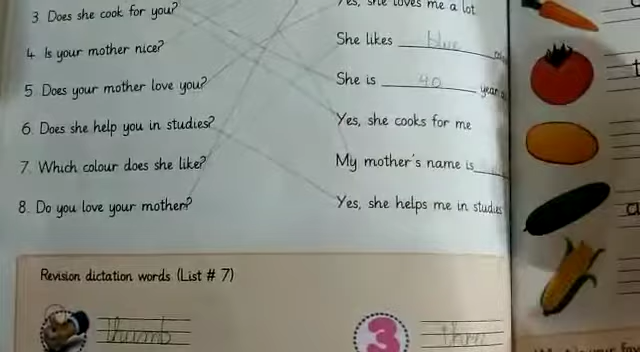 3 Does she cook for you?
Yes, she loves me a lot
4. Is your mother nice?
She likes blue
5 Does your mother love you?
She is 40 year
6. Does she help you in studies?
Yes, she cooks for me
7. Which colour does she like?
My mother's name is
8. Do you love your mother?
Yes, she helps me in studies
Revision dictation words (List # 7)
thumb
3